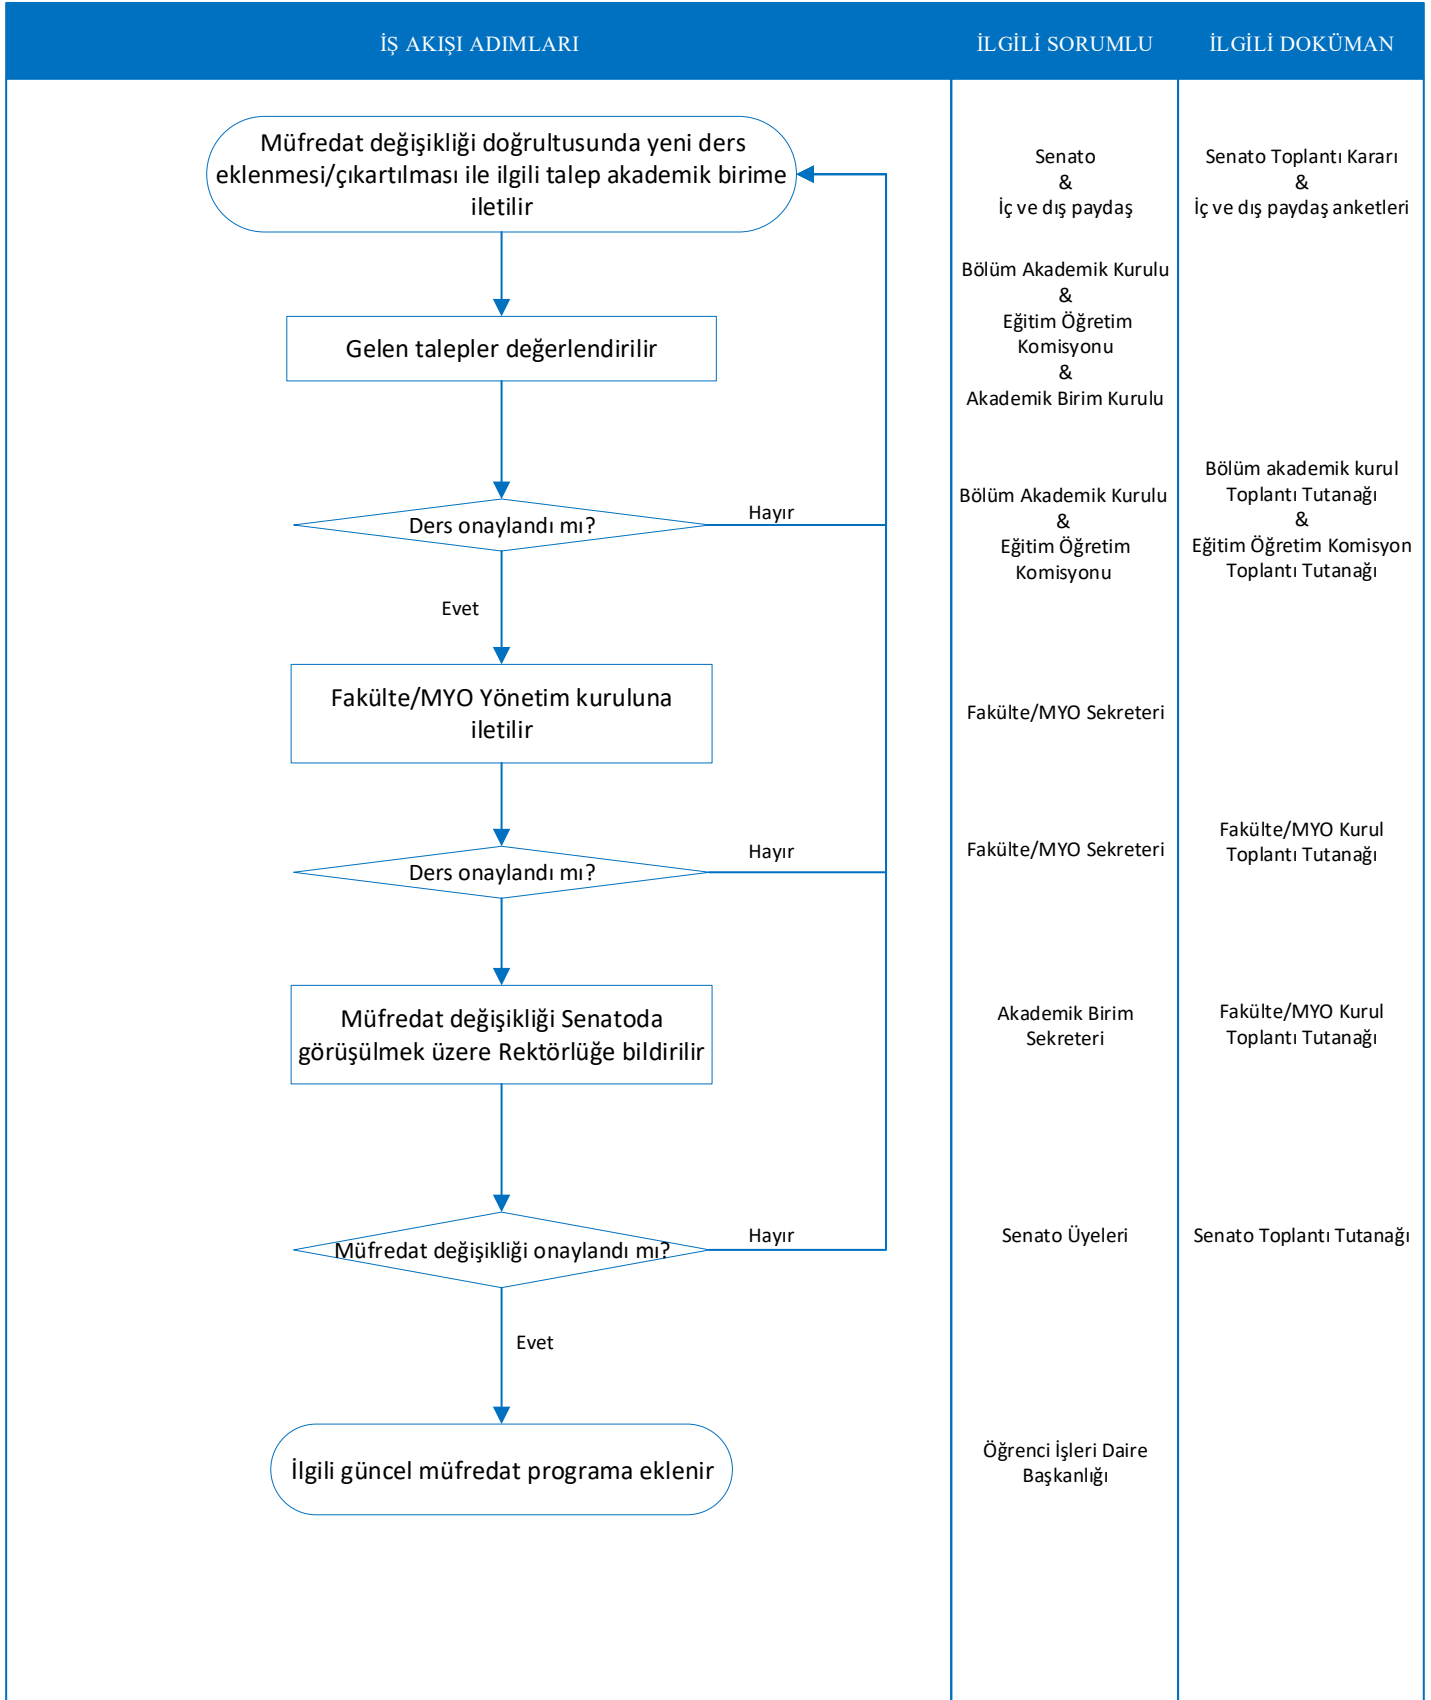 İŞ AKIŞI ADIMLARI
İLGİLİ SORUMLU
İLGİLİ DOKÜMAN
Müfredat değişikliği doğrultusunda yeni ders
eklenmesi/çıkartılması ile ilgili talep akademik birime
iletilir
Senato
&
İç ve dış paydaş
Senato Toplantı Kararı
&
İç ve dış paydaş anketleri
Gelen talepler değerlendirilir
Bölüm Akademik Kurulu
&
Eğitim Öğretim
Komisyonu
&
Akademik Birim Kurulu
Ders onaylandı mı?
Hayır
Evet
Bölüm Akademik Kurulu
&
Eğitim Öğretim
Komisyonu
Bölüm akademik kurul
Toplantı Tutanağı
&
Eğitim Öğretim Komisyon
Toplantı Tutanağı
Fakülte/MYO Yönetim kuruluna
iletilir
Fakülte/MYO Sekreteri
Ders onaylandı mı?
Hayır
Fakülte/MYO Sekreteri
Fakülte/MYO Kurul
Toplantı Tutanağı
Müfredat değişikliği Senatoda
görüşülmek üzere Rektörlüğe bildirilir
Akademik Birim
Sekreteri
Fakülte/MYO Kurul
Toplantı Tutanağı
Müfredat değişikliği onaylandı mı?
Hayır
Evet
Senato Üyeleri
Senato Toplantı Tutanağı
İlgili güncel müfredat programa eklenir
Öğrenci İşleri Daire
Başkanlığı